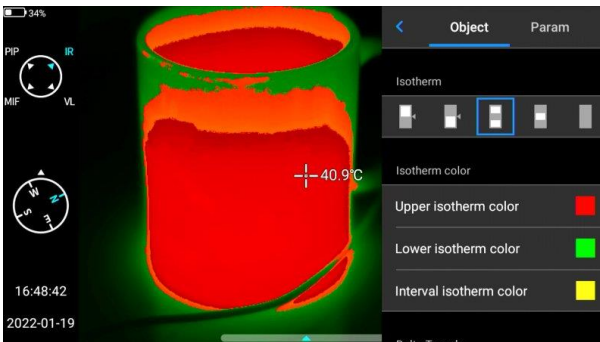 34%
PIP IR
MIF VL
W N
S E
16:48:42
2022-01-19
40.9°C
Object Param
Isotherm
Isotherm color
Upper isotherm color
Lower isotherm color
Interval isotherm color